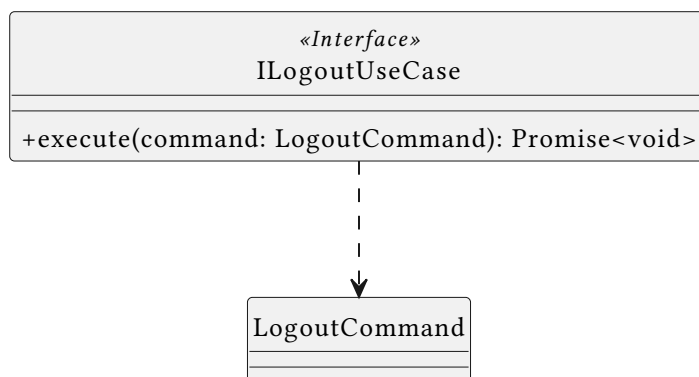 «Interface»
ILogoutUseCase
+execute(command: LogoutCommand): Promise<void>
LogoutCommand